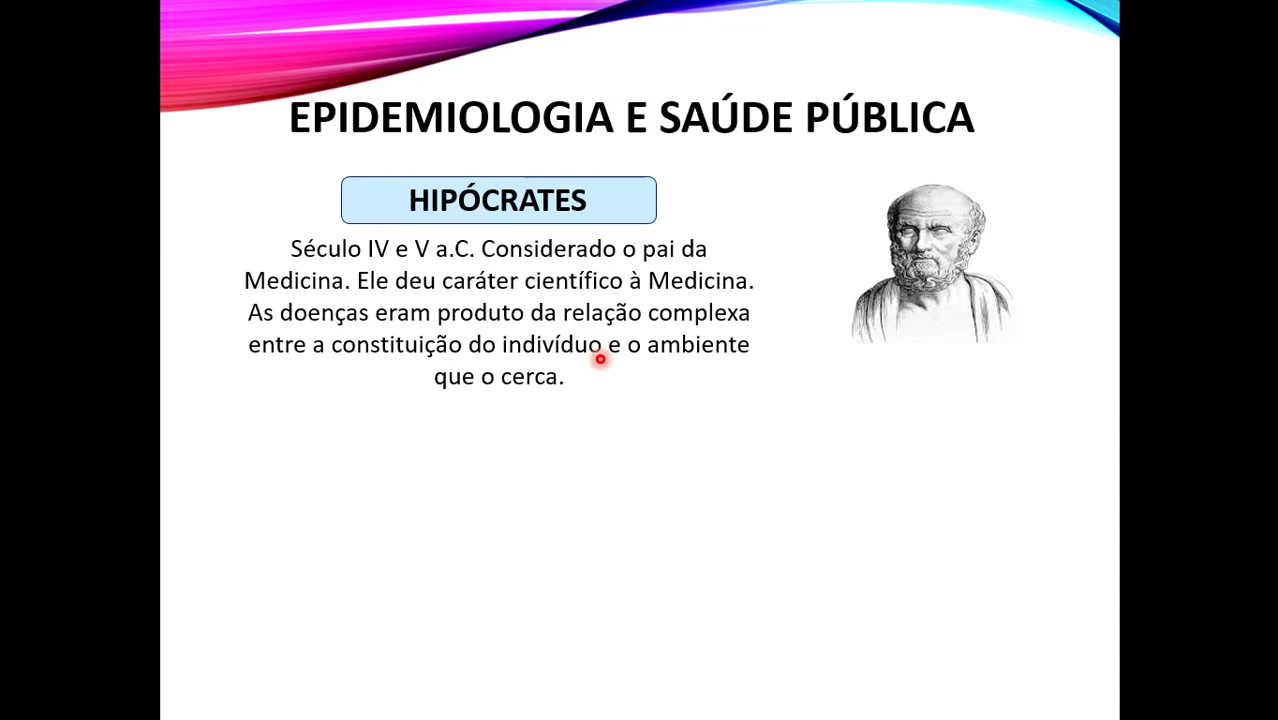 EPIDEMIOLOGIA E SAÚDE PÚBLICA
HIPÓCRATES
Século IV e V a.C. Considerado o pai da
Medicina. Ele deu caráter científico à Medicina.
As doenças eram produto da relação complexa
entre a constituição do indivíduo e o ambiente
que o cerca.